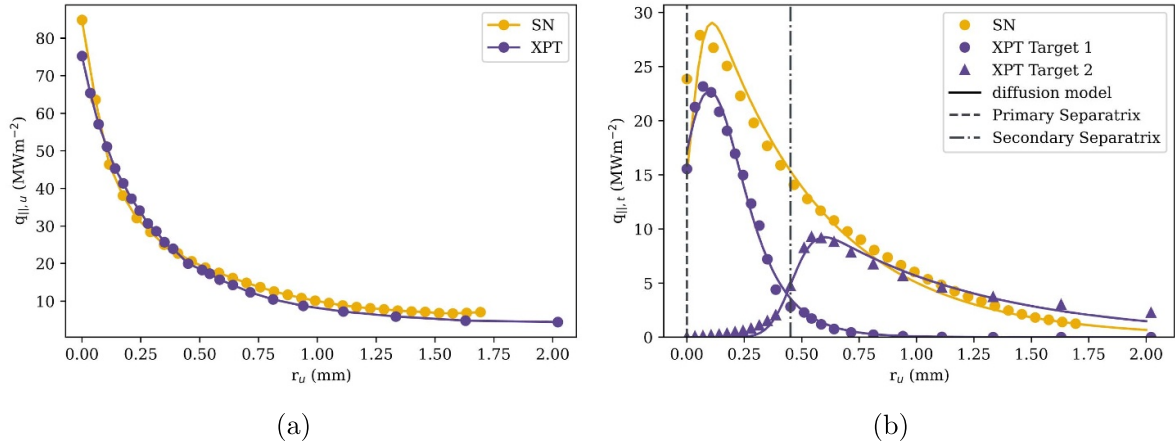 80
70
60
50
40
30
20
10
q||, u (MWm−2)
0.00 0.25 0.50 0.75 1.00 1.25 1.50 1.75 2.00
ru (mm)
SN
XPT
(a)
30
25
20
15
10
5
0
q||, t (MWm−2)
0.00 0.25 0.50 0.75 1.00 1.25 1.50 1.75 2.00
ru (mm)
SN
XPT Target 1
XPT Target 2
diffusion model
Primary Separatrix
Secondary Separatrix
(b)